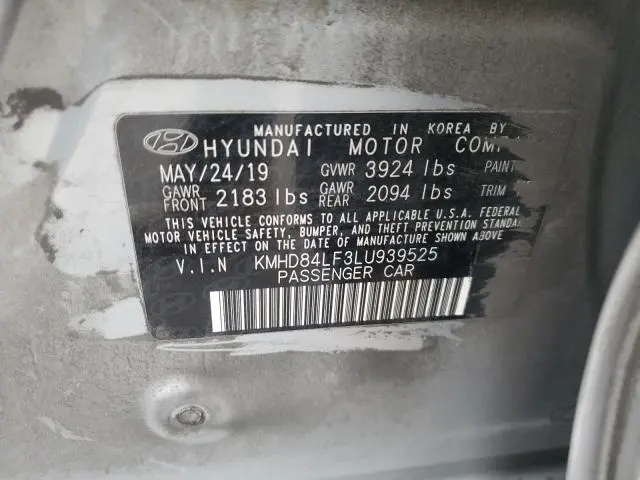 MANUFACTURED IN KOREA BY
HYUNDAI MOTOR
MAY/24/19 GVWR 3924 lbs PAINT
GAWR FRONT 2183 lbs GAWR REAR 2094 lbs TRIM
THIS VEHICLE CONFORMS TO ALL APPLICABLE U.S.A. FEDERAL
MOTOR VEHICLE SAFETY, BUMPER, AND THEFT PREVENTION
IN EFFECT ON THE DATE OF MANUFACTURE SHOWN ABOVE
V.I.N KMHD84LF3LU939525
PASSENGER CAR